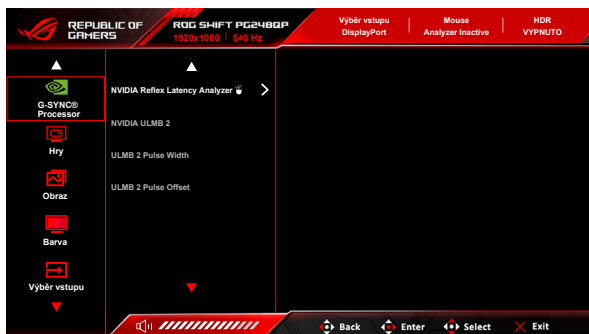 REPUBLIC OF
GAMERS
ROG SWIFT PG248QP
1920x1080 540 Hz
Výběr vstupu
DisplayPort
Mouse
Analyzer Inactive
HDR
VYPNUTO
G-SYNC®
Processor
Hry
Obraz
Barva
Výběr vstupu
NVIDIA Reflex Latency Analyzer
NVIDIA ULMB 2
ULMB 2 Pulse Width
ULMB 2 Pulse Offset
Back Enter Select Exit